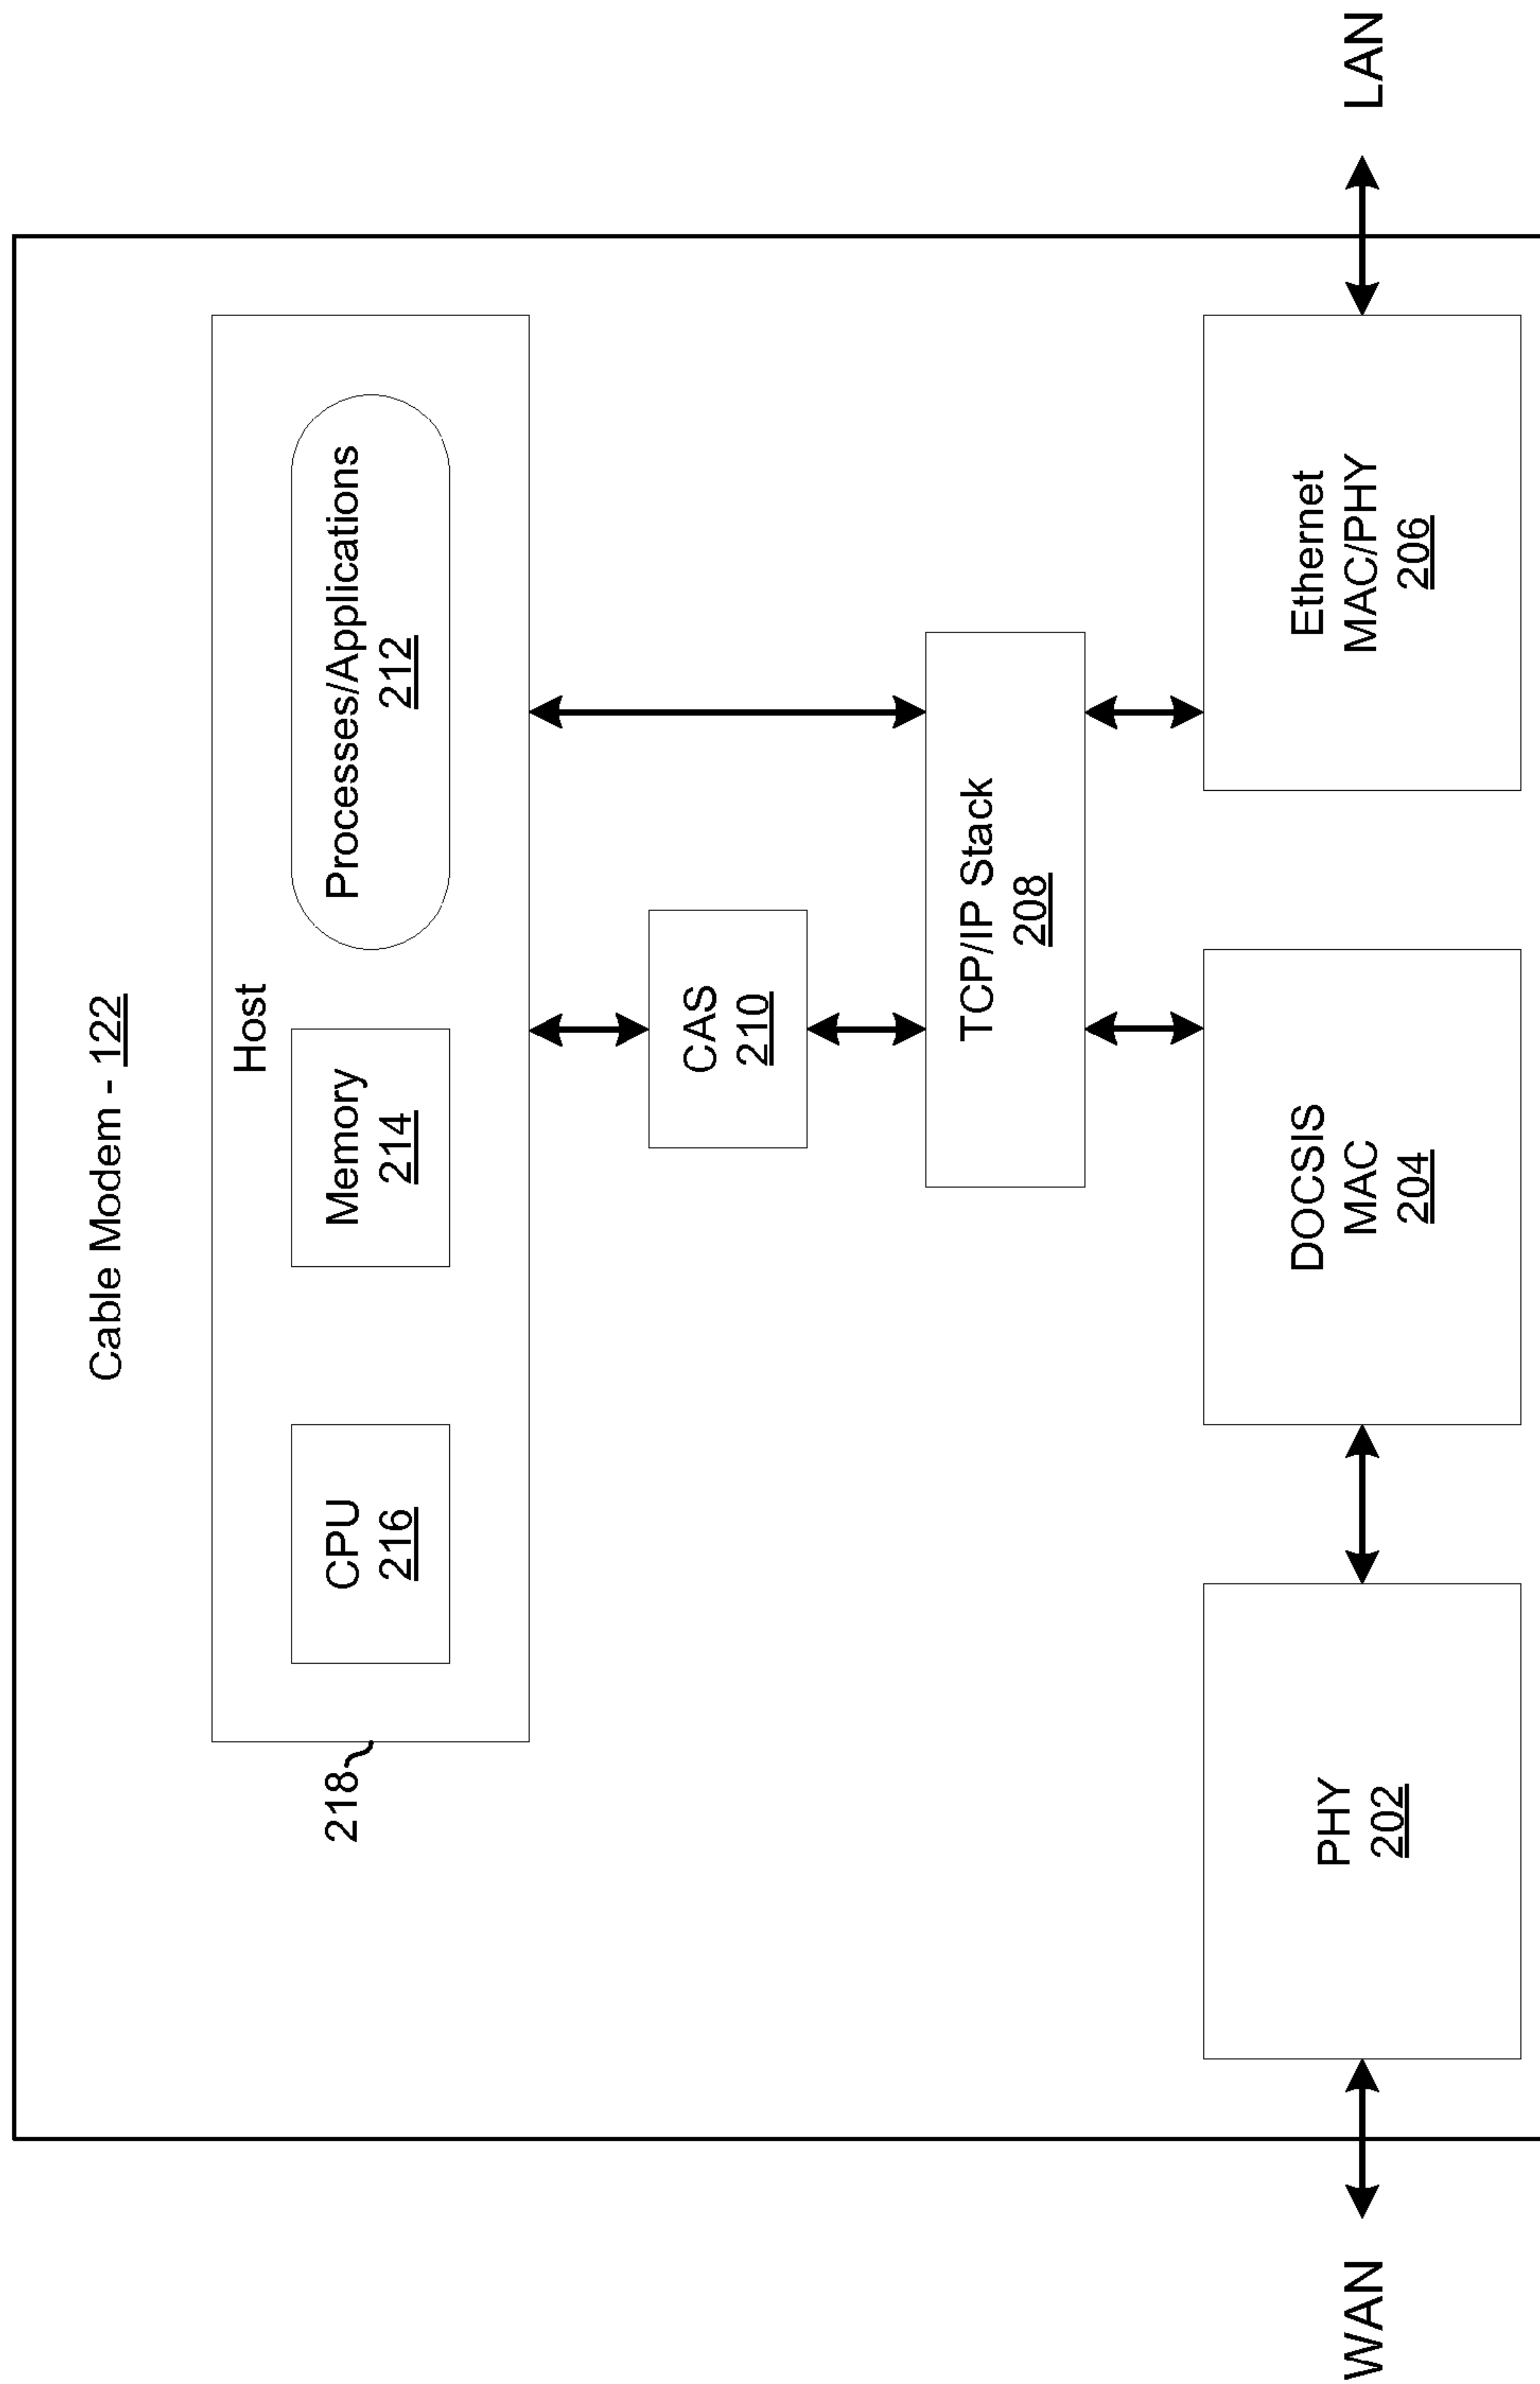 Cable Modem - 122
Host
218
CPU
216
Memory
214
Processes/Applications
212
CAS
210
TCP/IP Stack
208
WAN
PHY
202
DOCSIS
MAC
204
Ethernet
MAC/PHY
206
LAN